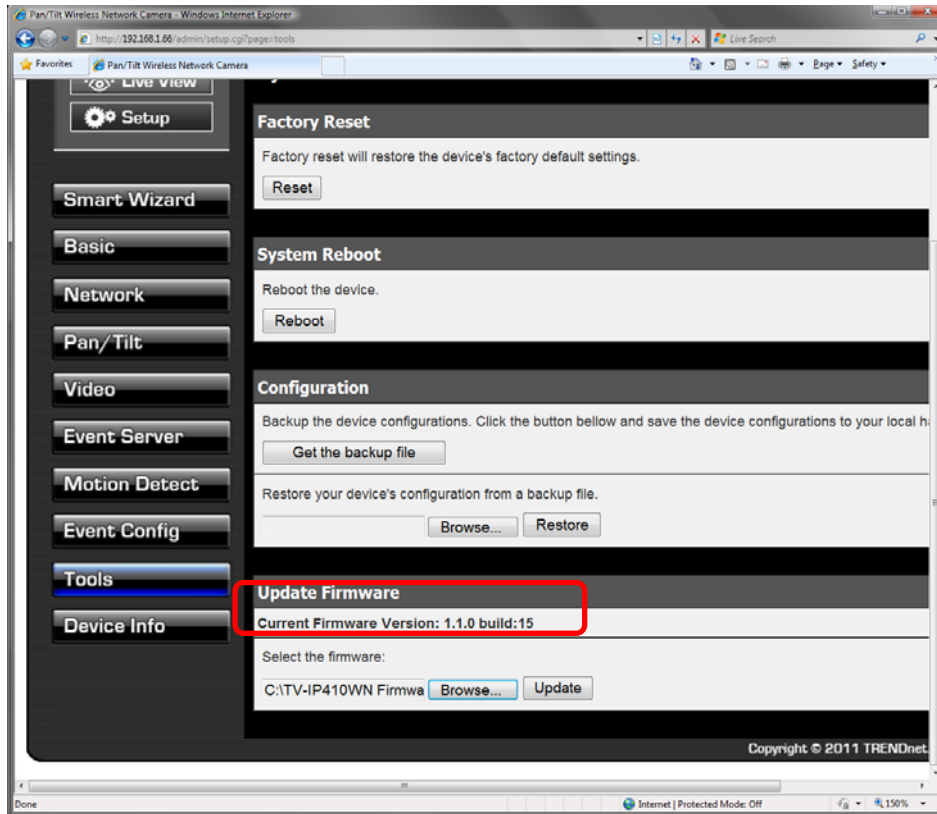 Pan/Tilt Wireless Network Camera - Windows Internet Explorer
http://192.168.1.66/admin/setup.cgi?page=tools
Live Search
Favorites
Pan/Tilt Wireless Network Camera
Page
Safety
Live View
Setup
Smart Wizard
Basic
Network
Pan/Tilt
Video
Event Server
Motion Detect
Event Config
Tools
Device Info
Factory Reset
Factory reset will restore the device's factory default settings.
Reset
System Reboot
Reboot the device.
Reboot
Configuration
Backup the device configurations. Click the button bellow and save the device configurations to your local h
Get the backup file
Restore your device's configuration from a backup file.
Browse... Restore
Update Firmware
Current Firmware Version: 1.1.0 build:15
Select the firmware:
C:\TV-IP410WN Firmwa Browse... Update
Copyright © 2011 TRENDnet.
Done
Internet | Protected Mode: Off
150%